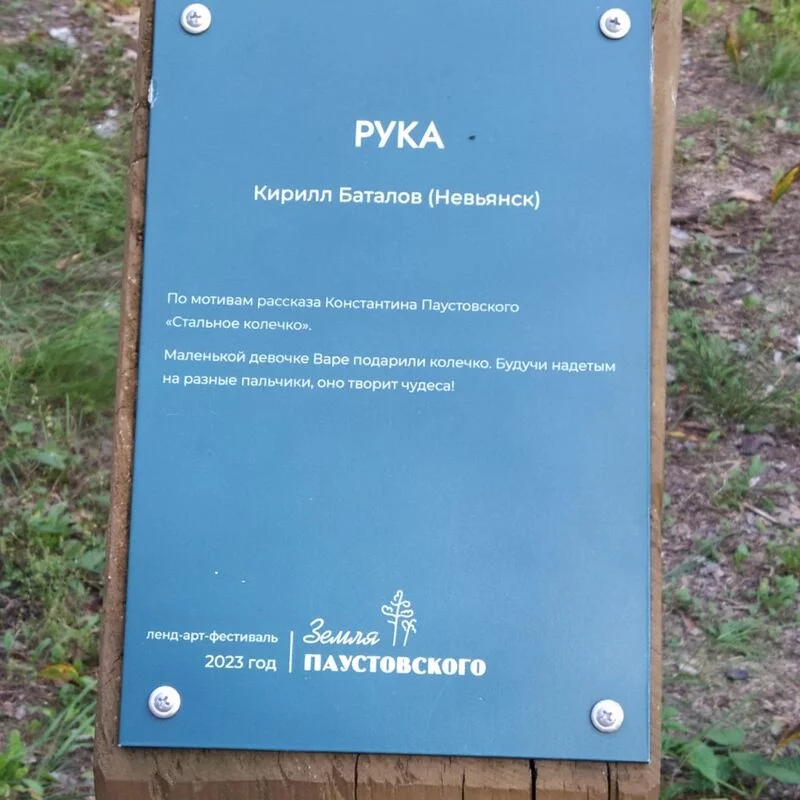 РУКА
Кирилл Баталов (Невьянск)
По мотивам рассказа Константина Паустовского
«Стальное колечко».
Маленькой девочке Варе подарили колечко. Будучи надетым
на разные пальчики, оно творит чудеса!
ленд-арт-фестиваль
2023 год
Земля
ПАУСТОВСКОГО